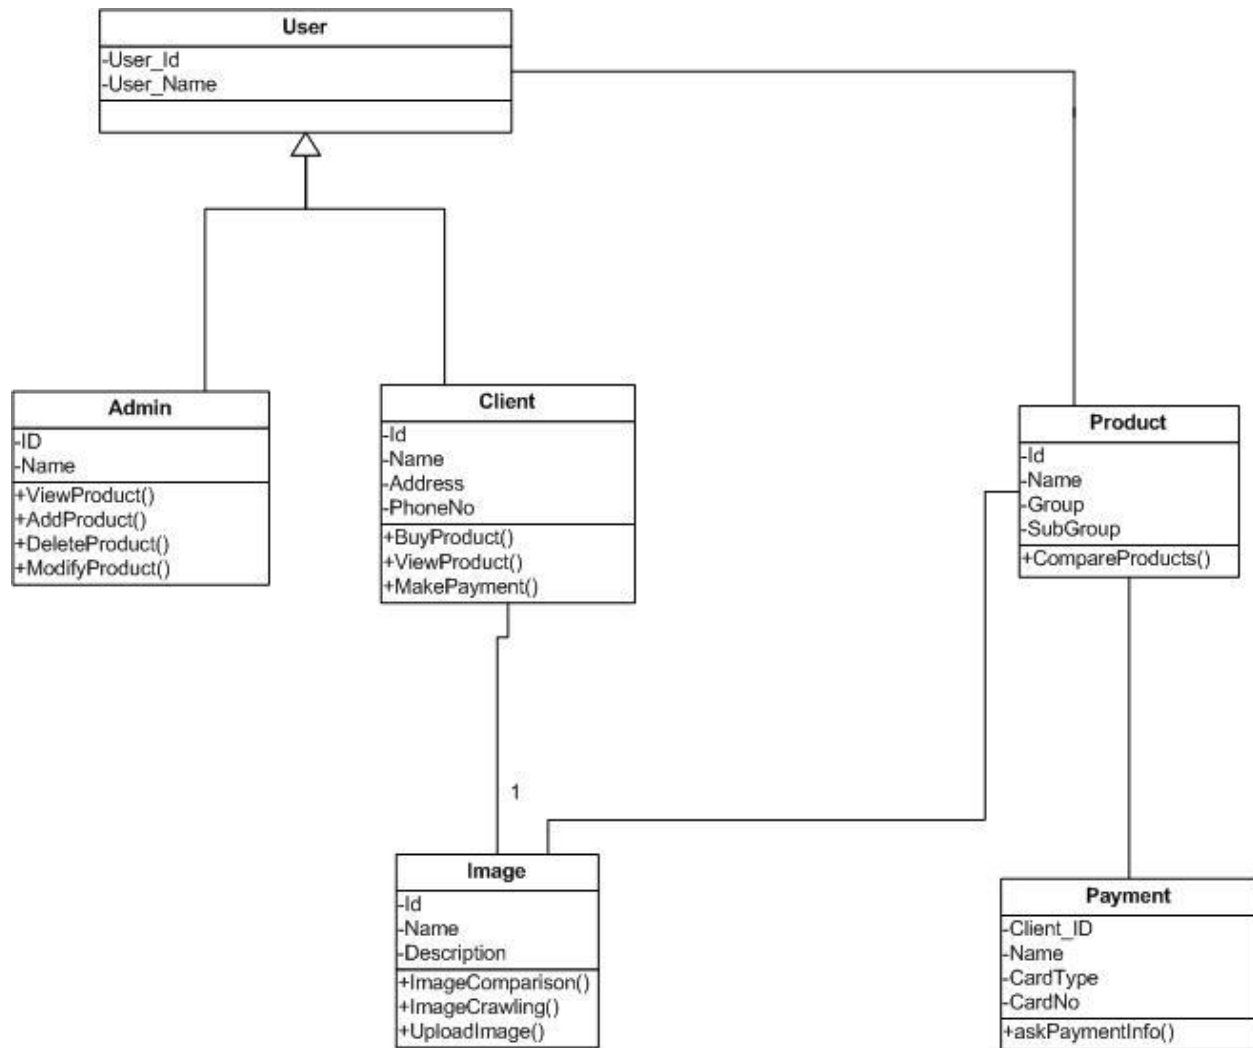 User
-User_Id
-User_Name
Admin
-ID
-Name
+ViewProduct()
+AddProduct()
+DeleteProduct()
+ModifyProduct()
Client
-Id
-Name
-Address
-PhoneNo
+BuyProduct()
+ViewProduct()
+MakePayment()
Product
-Id
-Name
-Group
-SubGroup
+CompareProducts()
1
Image
-Id
-Name
-Description
+ImageComparison()
+ImageCrawling()
+UploadImage()
Payment
-Client_ID
-Name
-CardType
-CardNo
+askPaymentInfo()